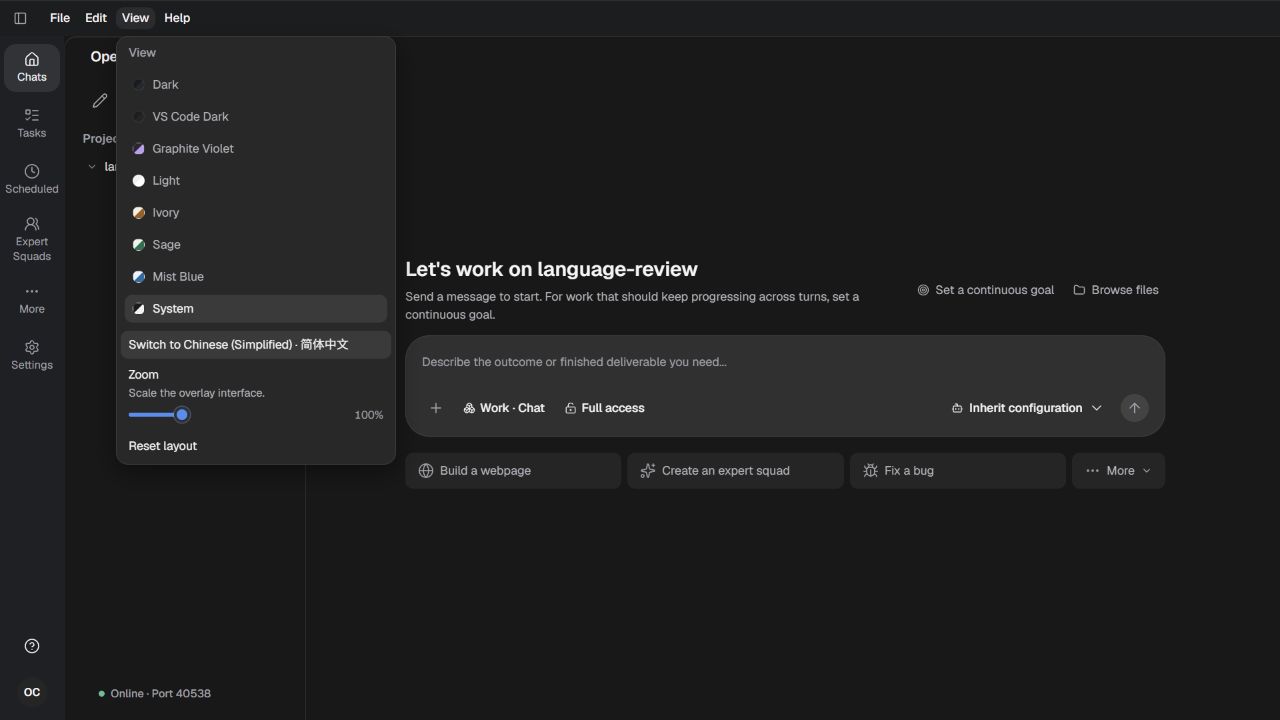 File Edit View Help
Chats
Tasks
Scheduled
Expert
Squads
More
Settings
OC
View
Dark
VS Code Dark
Graphite Violet
Light
Ivory
Sage
Mist Blue
System
Switch to Chinese (Simplified) · 简体中文
Zoom
Scale the overlay interface.
100%
Reset layout
Online · Port 40538
Let's work on language-review
Send a message to start. For work that should keep progressing across turns, set a
continuous goal.
Set a continuous goal
Browse files
Describe the outcome or finished deliverable you need...
Work · Chat
Full access
Inherit configuration
Build a webpage
Create an expert squad
Fix a bug
More